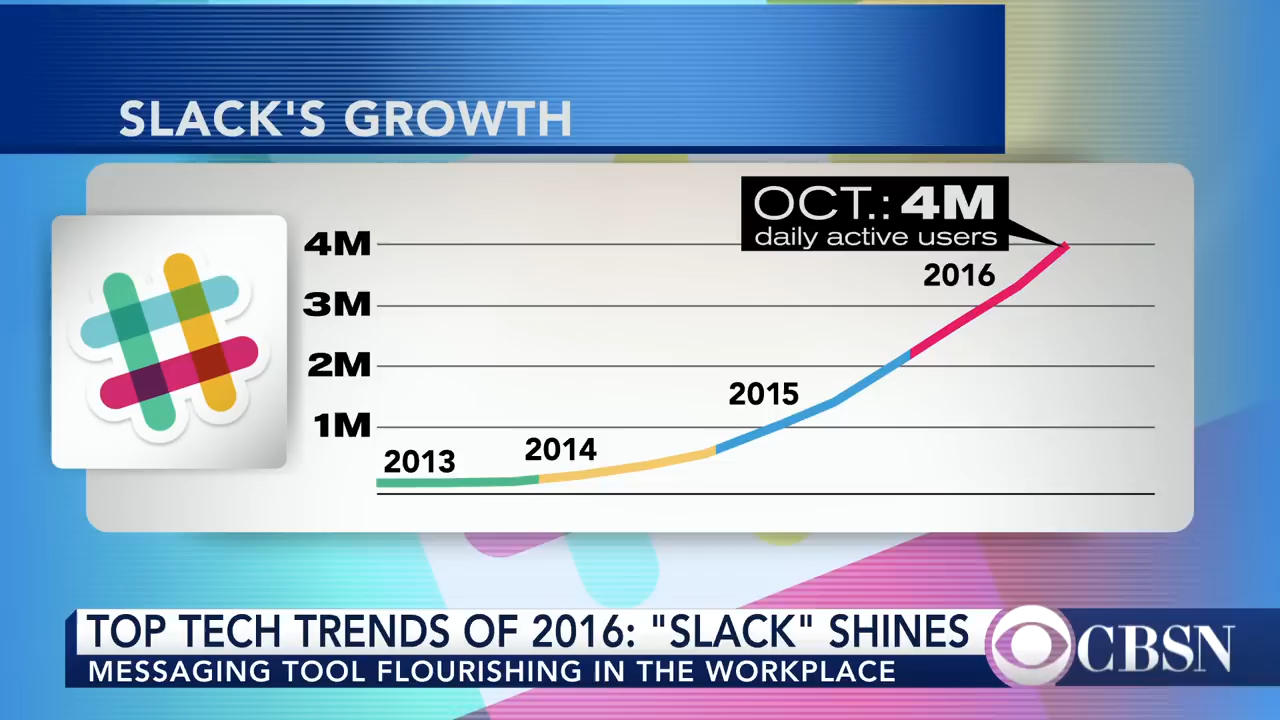 SLACK'S GROWTH
OCT.: 4M
daily active users
4M
3M
2M
1M
2013
2014
2015
2016
TOP TECH TRENDS OF 2016: "SLACK" SHINES
MESSAGING TOOL FLOURISHING IN THE WORKPLACE
CBSN